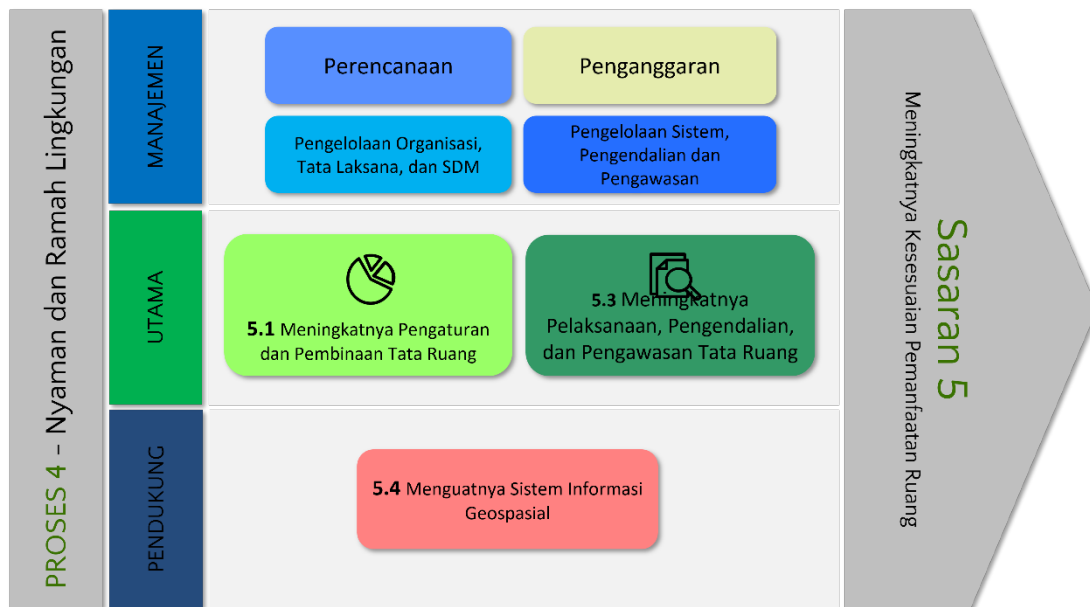 PROSES 4 – Nyaman dan Ramah Lingkungan
MANAJEMEN
Perencanaan
Penganggaran
Pengelolaan Organisasi,
Tata Laksana, dan SDM
Pengelolaan Sistem,
Pengendalian dan
Pengawasan
UTAMA
5.1 Meningkatnya Pengaturan
dan Pembinaan Tata Ruang
5.3 Meningkatnya
Pelaksanaan, Pengendalian,
dan Pengawasan Tata Ruang
PENDUKUNG
5.4 Menguatnya Sistem Informasi
Geospasial
Sasaran 5
Meningkatnya Kesesuaian Pemanfaatan Ruang